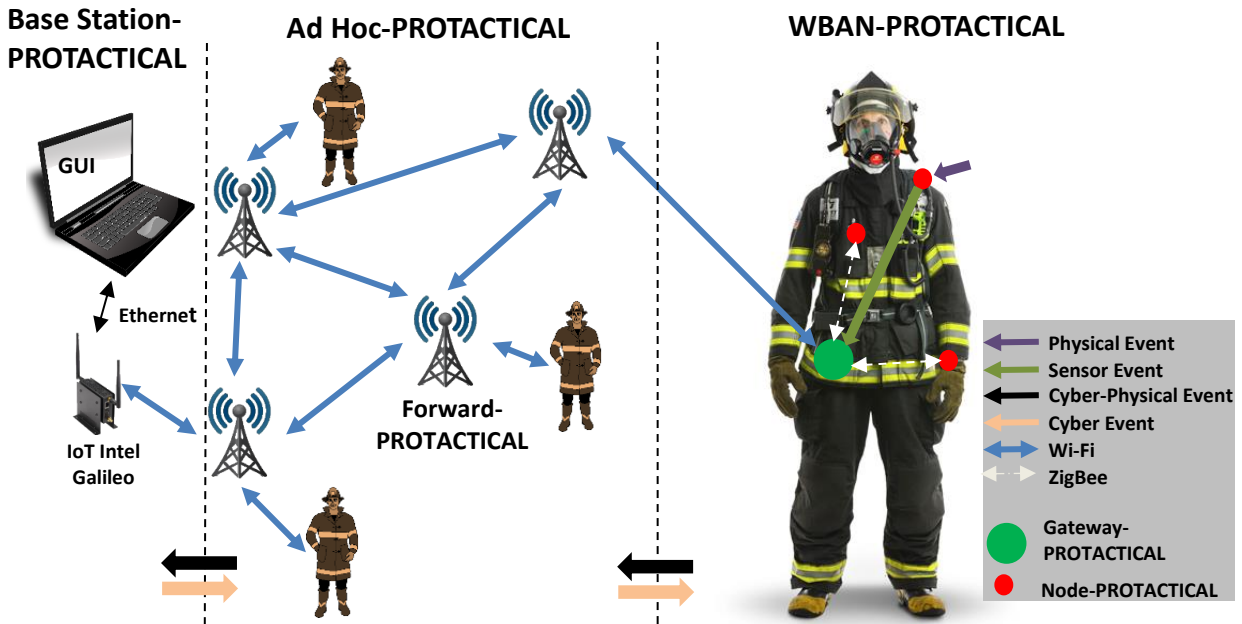 Base Station-
PROTACTICAL
Ad Hoc-PROTACTICAL
WBAN-PROTACTICAL
GUI
Ethernet
IoT Intel
Galileo
Forward-
PROTACTICAL
Physical Event
Sensor Event
Cyber-Physical Event
Cyber Event
Wi-Fi
ZigBee
Gateway-
PROTACTICAL
Node-PROTACTICAL